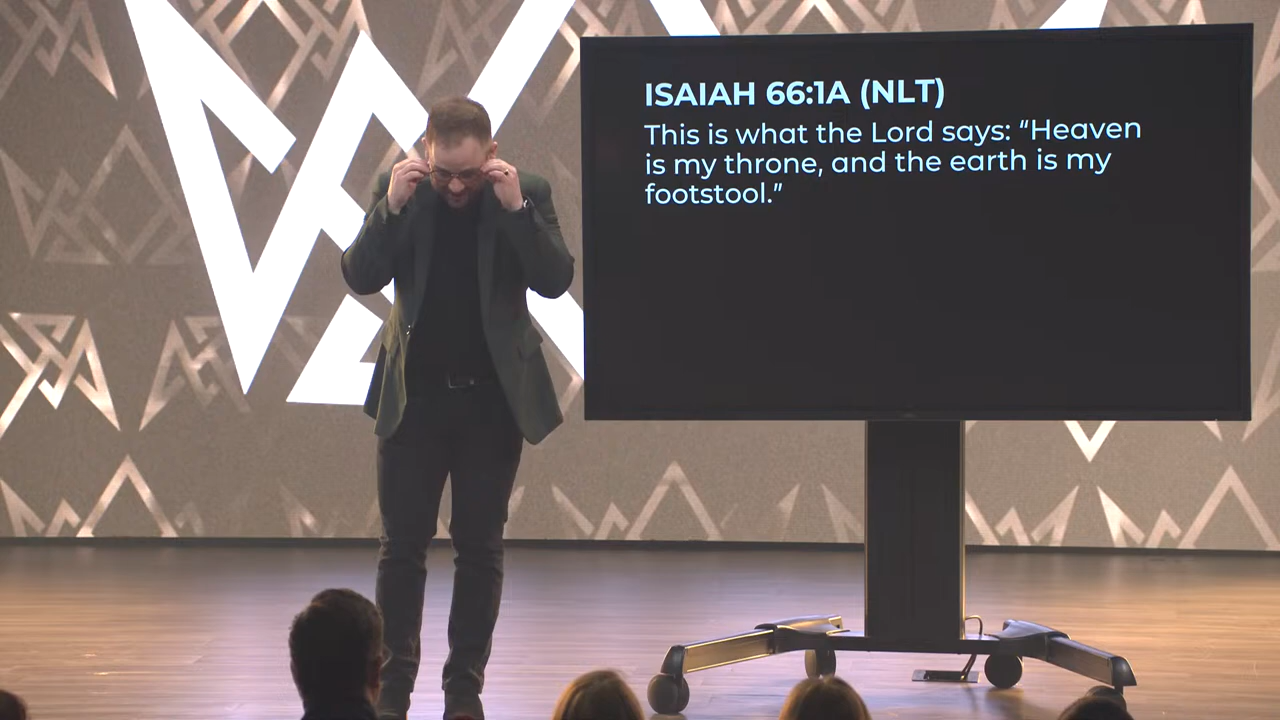 ISAIAH 66:1A (NLT)
This is what the Lord says: “Heaven
is my throne, and the earth is my
footstool.”